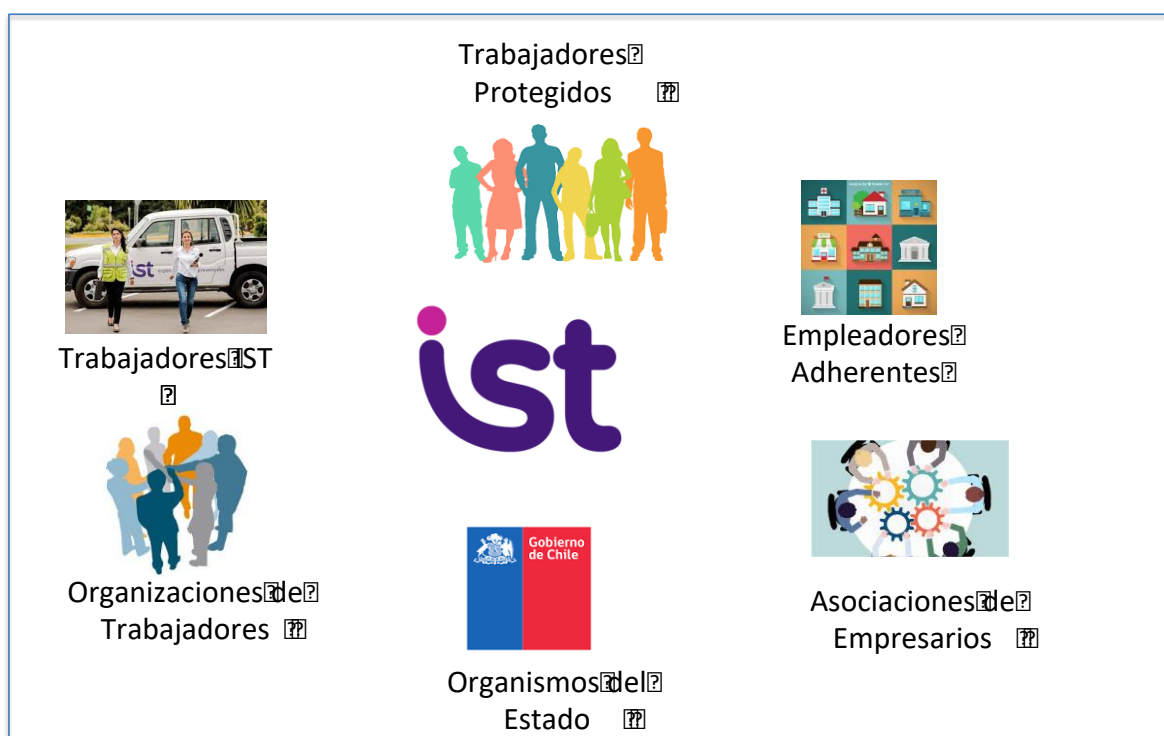 Trabajadores
Protegidos
Trabajadores IST
ist
Empleadores
Adherentes
ist
Organizaciones de
Trabajadores
Gobierno
de Chile
Organismos del
Estado
Asociaciones de
Empresarios